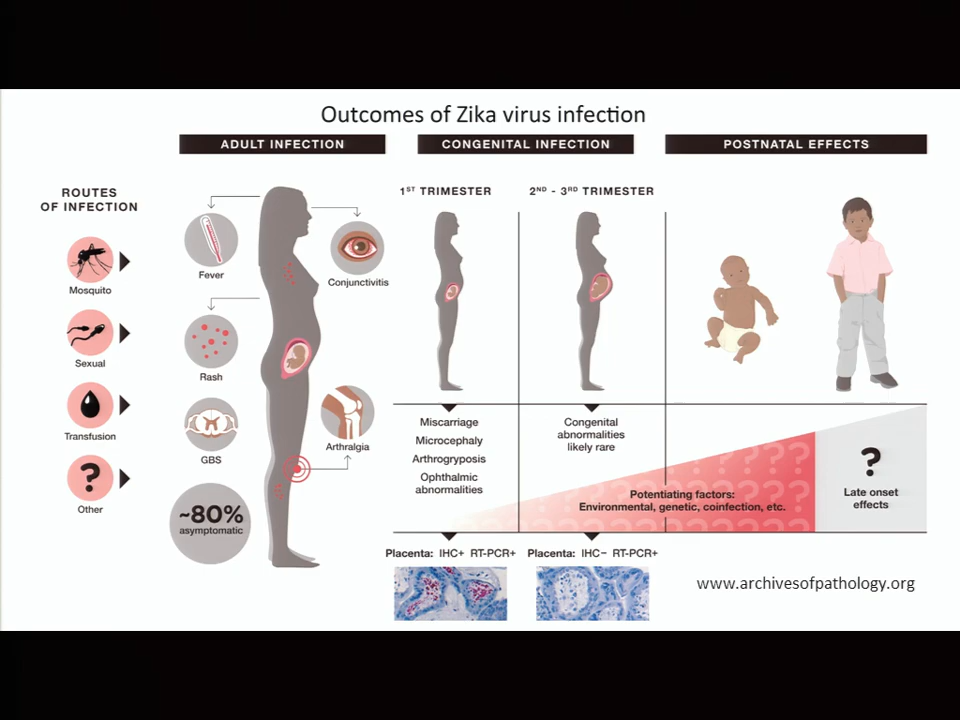 Outcomes of Zika virus infection
ADULT INFECTION
CONGENITAL INFECTION
POSTNATAL EFFECTS
ROUTES
OF INFECTION
Mosquito
Sexual
Transfusion
?
Other
Fever
Conjunctivitis
Rash
GBS
Arthralgia
~80%
asymptomatic
1ST TRIMESTER
2ND - 3RD TRIMESTER
Miscarriage
Microcephaly
Arthrogryposis
Ophthalmic
abnormalities
Congenital
abnormalities
likely rare
Potentiating factors:
Environmental, genetic, coinfection, etc.
?
Late onset
effects
Placenta: IHC+ RT-PCR+
Placenta: IHC− RT-PCR+
www.archivesofpathology.org